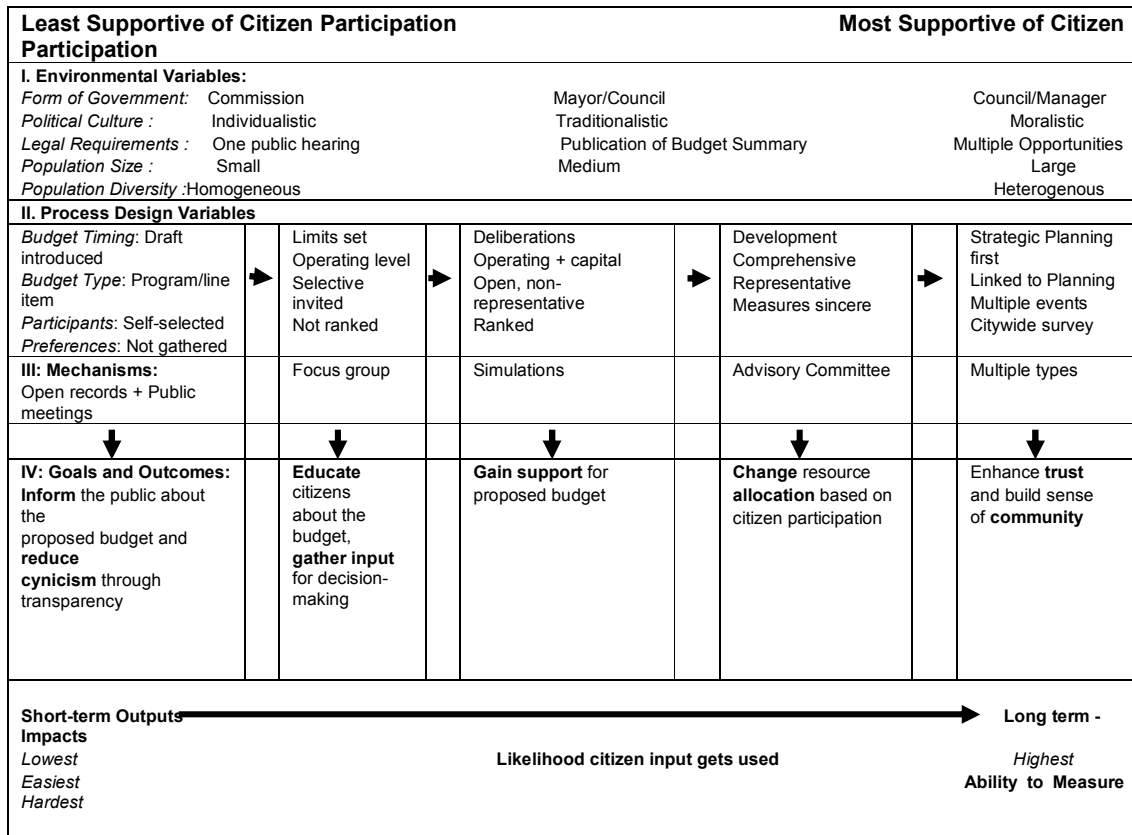 Least Supportive of Citizen Participation Most Supportive of Citizen
Participation
I. Environmental Variables:
Form of Government: Commission Mayor/Council Council/Manager
Political Culture : Individualistic Traditionalistic Moralistic
Legal Requirements : One public hearing Publication of Budget Summary Multiple Opportunities
Population Size : Small Medium Large
Population Diversity :Homogeneous Heterogenous
II. Process Design Variables
Budget Timing: Draft
introduced
Budget Type: Program/line
item
Participants: Self-selected
Preferences: Not gathered
Limits set
Operating level
Selective
invited
Not ranked
Deliberations
Operating + capital
Open, non-
representative
Ranked
Development
Comprehensive
Representative
Measures sincere
Strategic Planning
first
Linked to Planning
Multiple events
Citywide survey
III: Mechanisms:
Open records + Public
meetings
Focus group
Simulations
Advisory Committee
Multiple types
IV: Goals and Outcomes:
Inform the public about
the
proposed budget and
reduce
cynicism through
transparency
Educate
citizens
about the
budget,
gather input
for decision-
making
Gain support for
proposed budget
Change resource
allocation based on
citizen participation
Enhance trust
and build sense
of community
Short-term Outputs Long term -
Impacts
Lowest Likelihood citizen input gets used Highest
Easiest Ability to Measure
Hardest